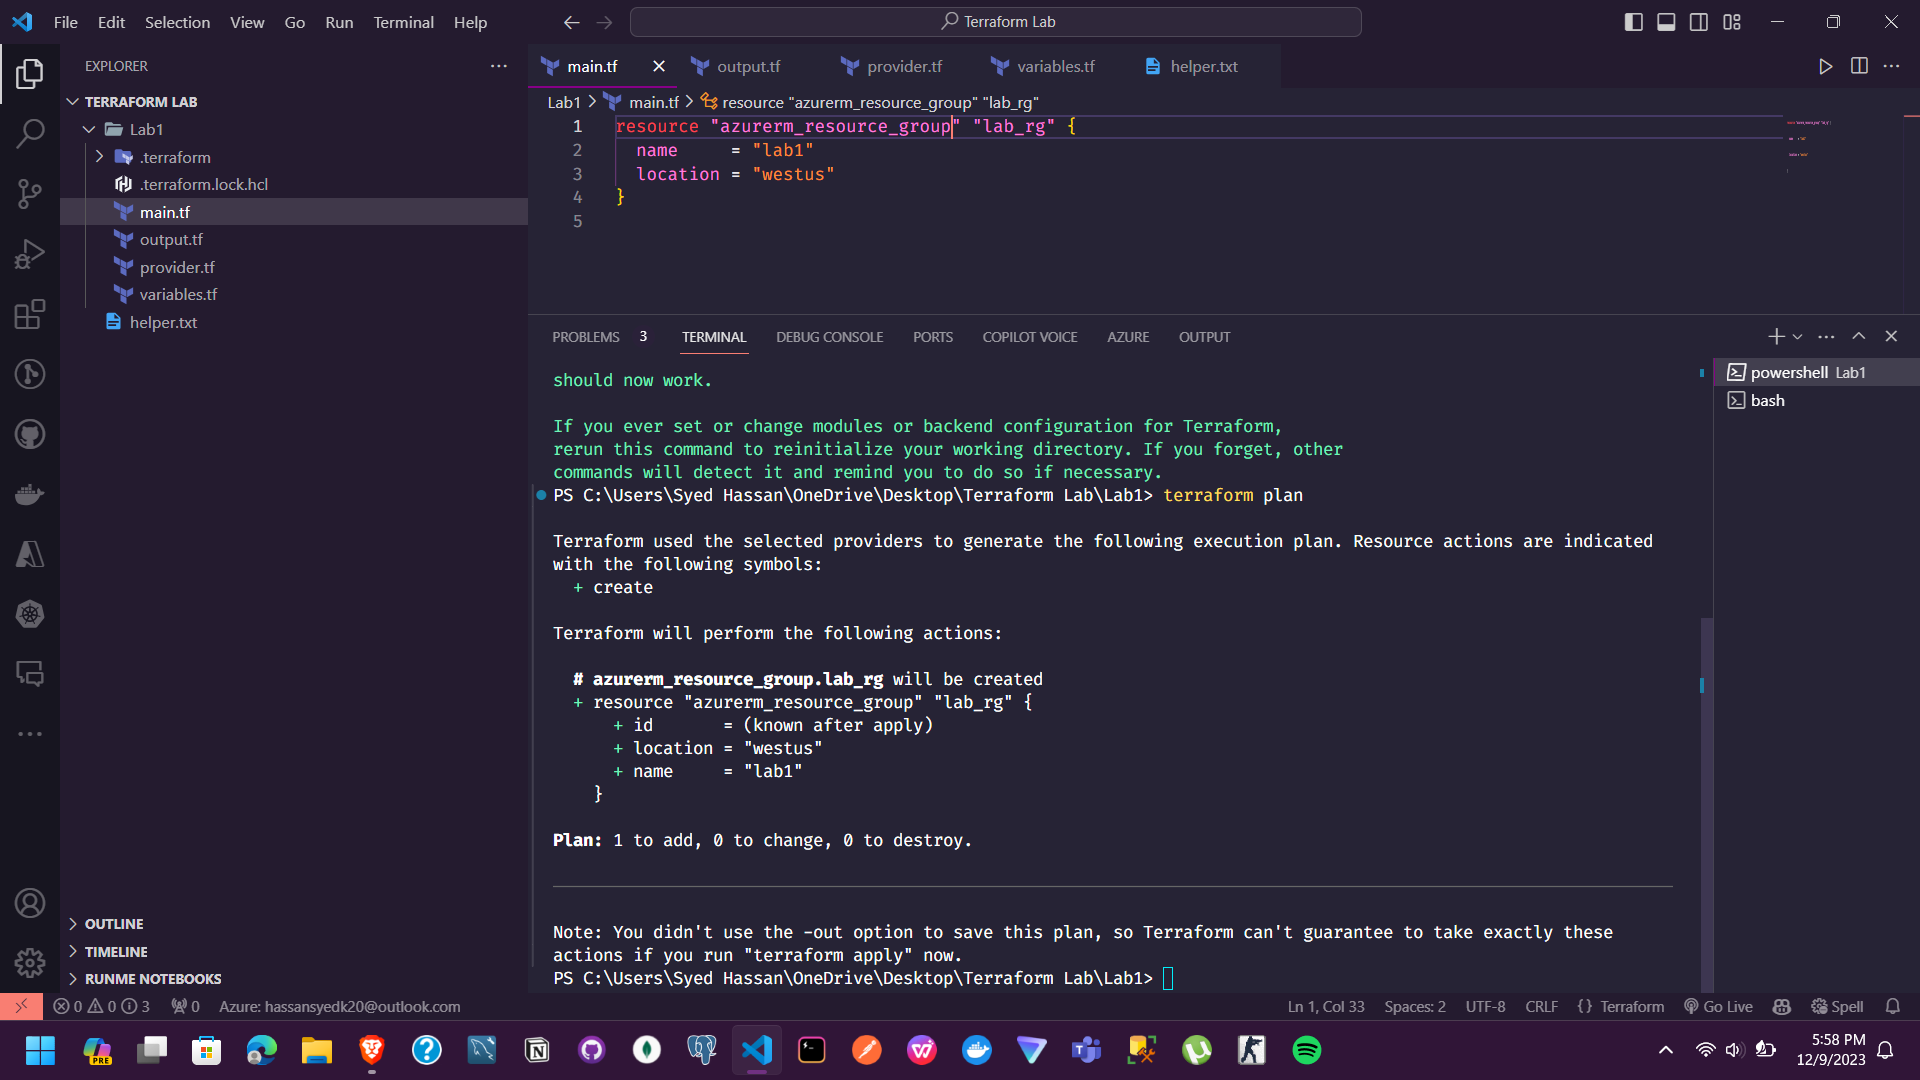 File Edit Selection View Go Run Terminal Help
Terraform Lab
EXPLORER
TERRAFORM LAB
Lab1
.terraform
.terraform.lock.hcl
main.tf
output.tf
provider.tf
variables.tf
helper.txt
OUTLINE
TIMELINE
RUNME NOTEBOOKS
main.tf output.tf provider.tf variables.tf helper.txt
Lab1 > main.tf > resource "azurerm_resource_group" "lab_rg"
1 resource "azurerm_resource_group" "lab_rg" {
2 name = "lab1"
3 location = "westus"
4 }
5
PROBLEMS 3 TERMINAL DEBUG CONSOLE PORTS COPILOT VOICE AZURE OUTPUT
powershell Lab1
bash
should now work.
If you ever set or change modules or backend configuration for Terraform,
rerun this command to reinitialize your working directory. If you forget, other
commands will detect it and remind you to do so if necessary.
PS C:\Users\Syed Hassan\OneDrive\Desktop\Terraform Lab\Lab1> terraform plan
Terraform used the selected providers to generate the following execution plan. Resource actions are indicated
with the following symbols:
+ create
Terraform will perform the following actions:
# azurerm_resource_group.lab_rg will be created
+ resource "azurerm_resource_group" "lab_rg" {
+ id = (known after apply)
+ location = "westus"
+ name = "lab1"
}
Plan: 1 to add, 0 to change, 0 to destroy.
Note: You didn't use the -out option to save this plan, so Terraform can't guarantee to take exactly these
actions if you run "terraform apply" now.
PS C:\Users\Syed Hassan\OneDrive\Desktop\Terraform Lab\Lab1>
0 0 3 0 Azure: hassansyedk20@outlook.com
Ln 1, Col 33 Spaces: 2 UTF-8 CRLF {} Terraform Go Live Spell
PRE
5:58 PM
12/9/2023